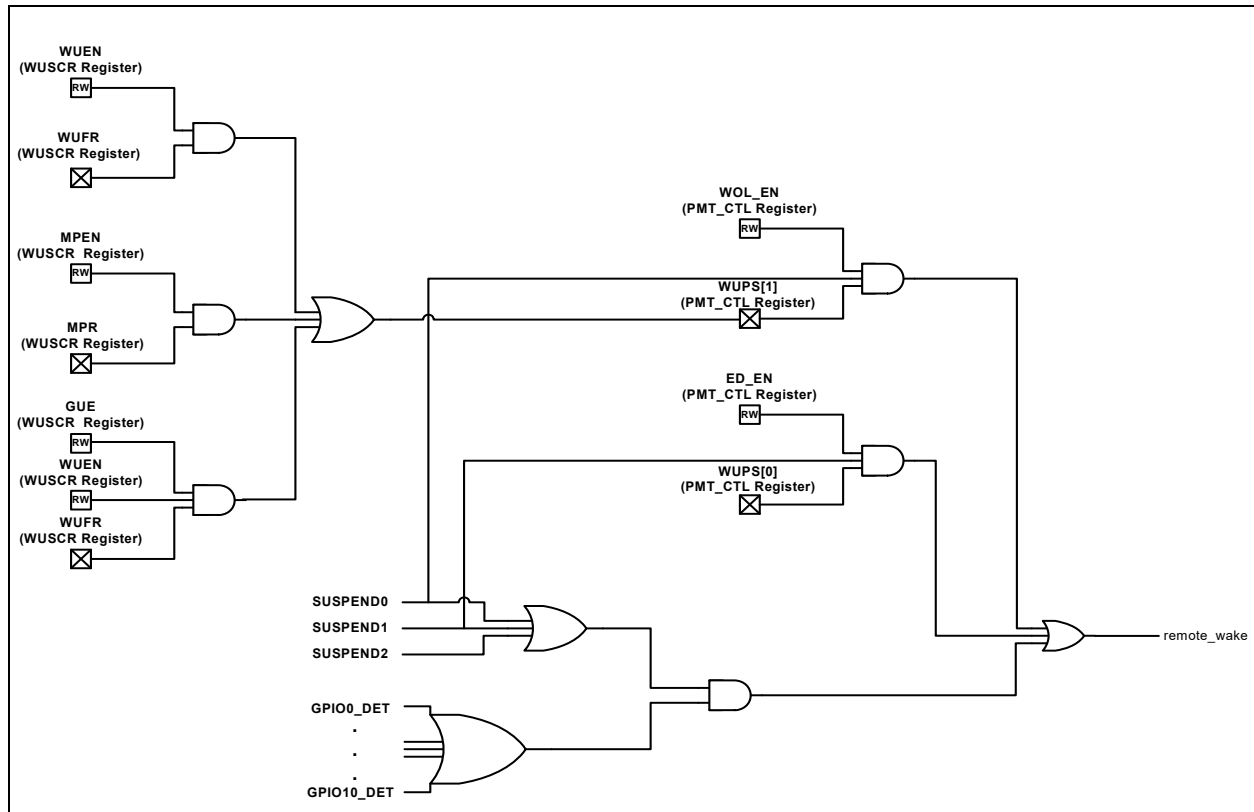 WUEN
(WUSCR Register)
RW
WUFR
(WUSCR Register)
MPEN
(WUSCR  Register)
RW
MPR
(WUSCR Register)
GUE
(WUSCR  Register)
RW
WUEN
(WUSCR Register)
RW
WUFR
(WUSCR Register)
WOL_EN
(PMT_CTL Register)
RW
WUPS[1]
(PMT_CTL Register)
ED_EN
(PMT_CTL Register)
RW
WUPS[0]
(PMT_CTL Register)
SUSPEND0
SUSPEND1
SUSPEND2
GPIO0_DET
.
.
.
GPIO10_DET
remote_wake